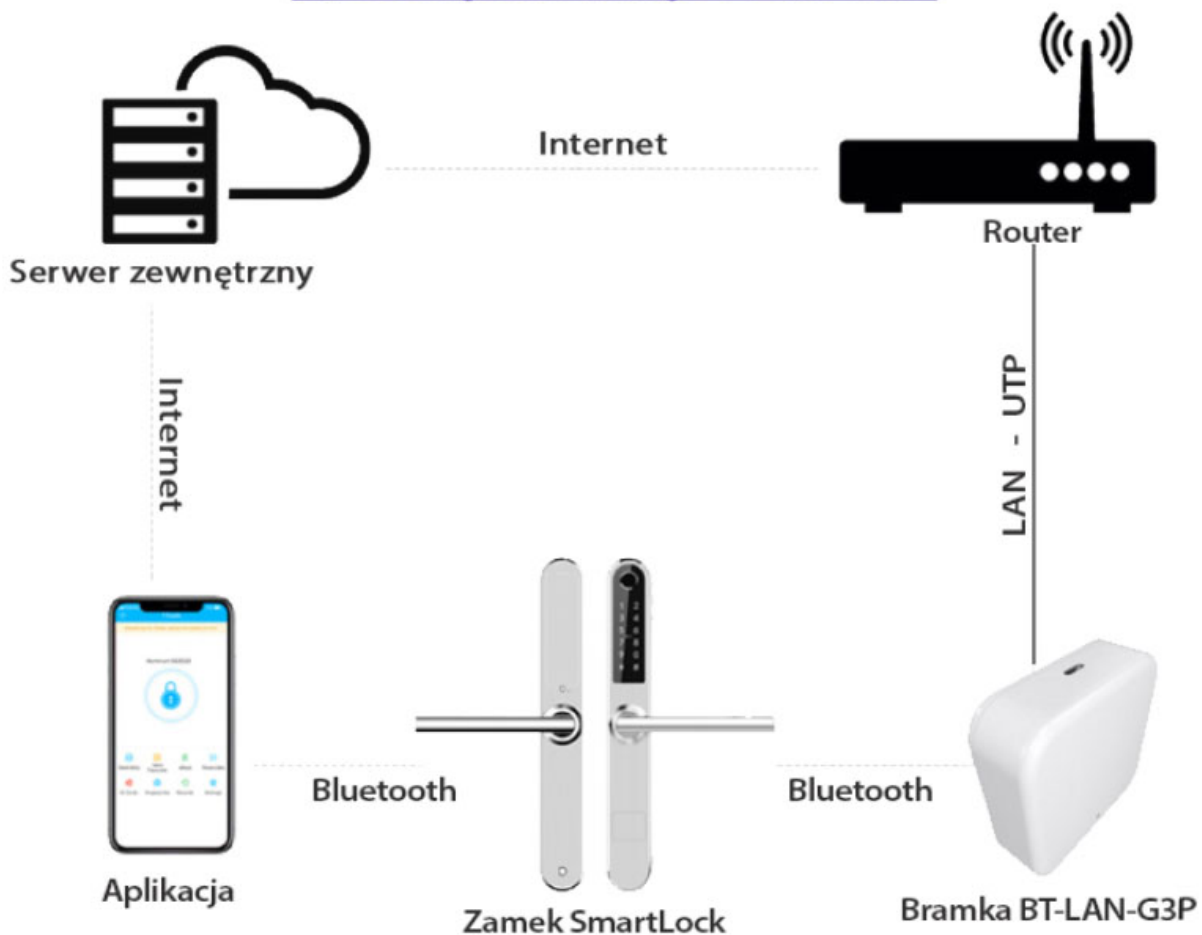 Internet
Router
Serwer zewnętrzny
Internet
LAN - UTP
Bluetooth
Bluetooth
Aplikacja
Zamek SmartLock
Bramka BT-LAN-G3P